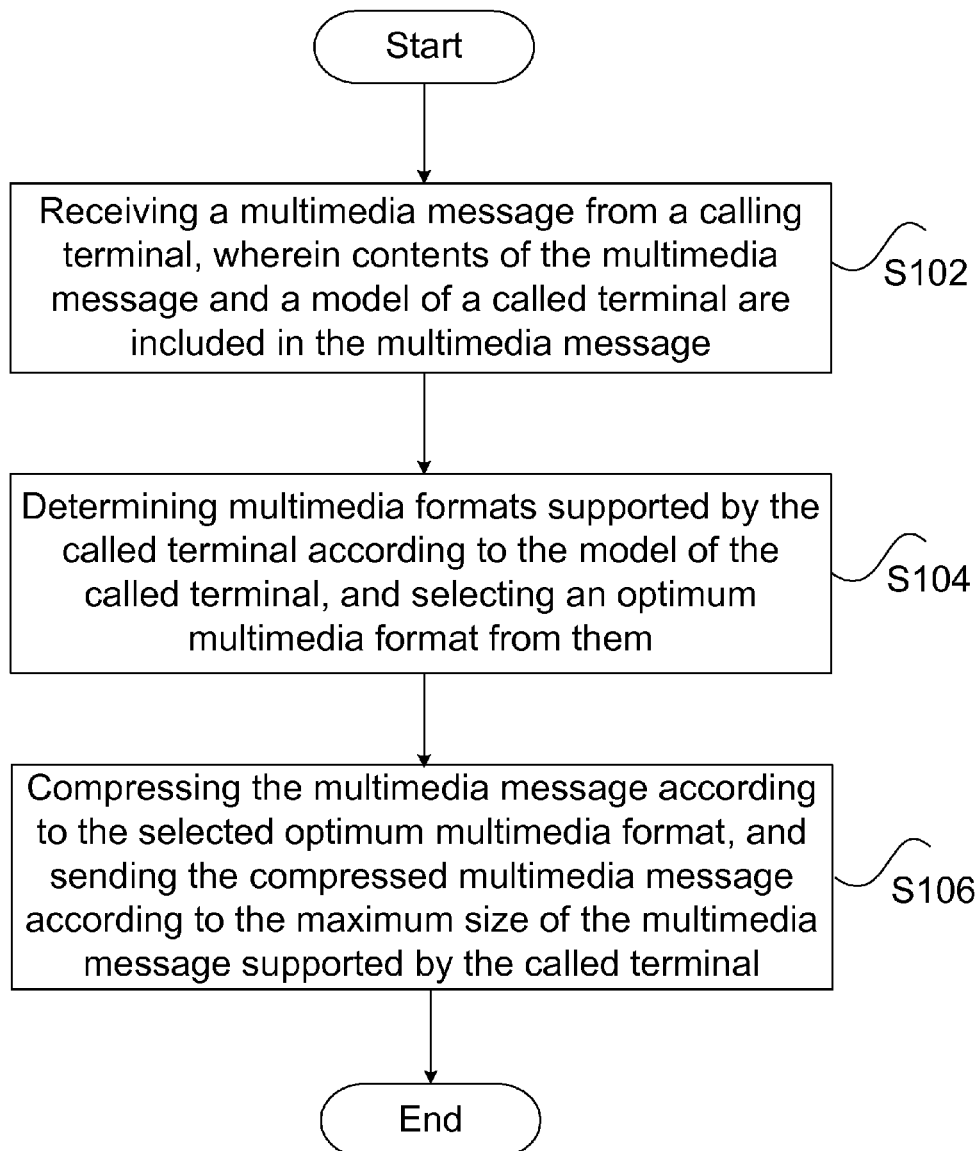 Start
Receiving a multimedia message from a calling
terminal, wherein contents of the multimedia
message and a model of a called terminal are
included in the multimedia message
S102
Determining multimedia formats supported by the
called terminal according to the model of the
called terminal, and selecting an optimum
multimedia format from them
S104
Compressing the multimedia message according
to the selected optimum multimedia format, and
sending the compressed multimedia message
according to the maximum size of the multimedia
message supported by the called terminal
S106
End